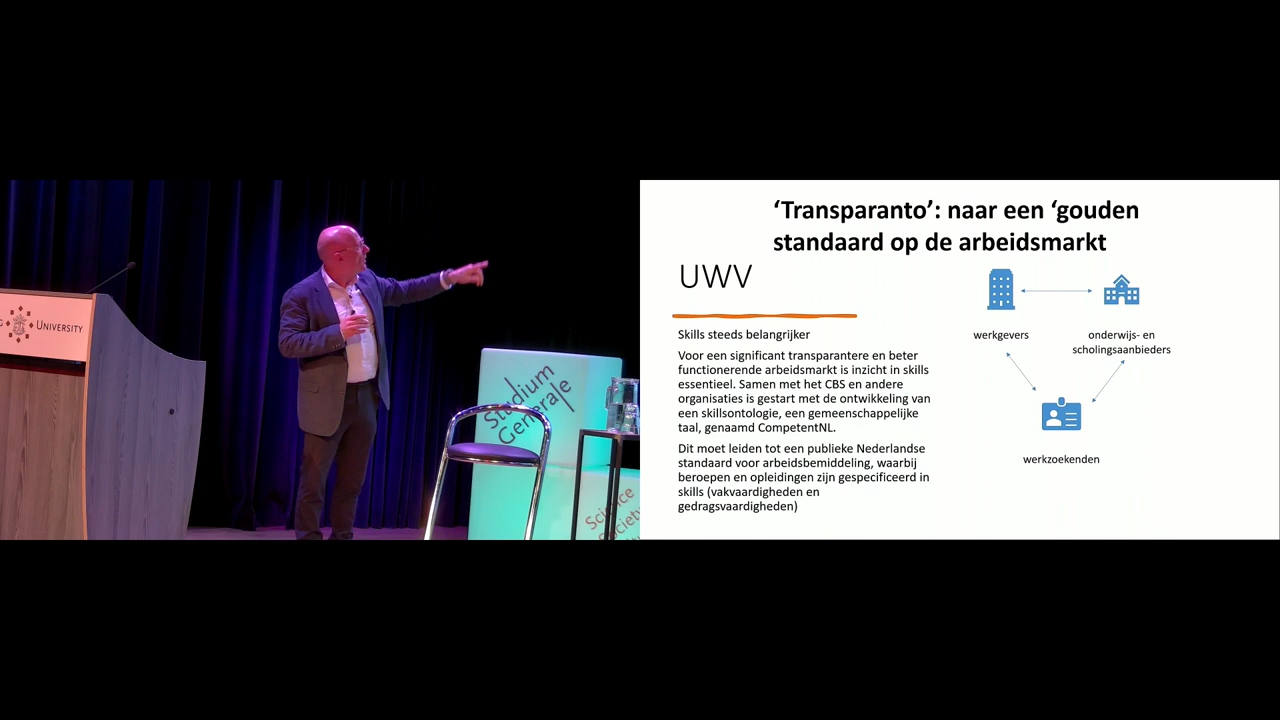 UNIVERSITY
Studium
Generale
Science
Society
‘Transparanto’: naar een ‘gouden
standaard op de arbeidsmarkt
UWV
Skills steeds belangrijker
Voor een significant transparantere en beter
functionerende arbeidsmarkt is inzicht in skills
essentieel. Samen met het CBS en andere
organisaties is gestart met de ontwikkeling van
een skillsontologie, een gemeenschappelijke
taal, genaamd CompetentNL.
Dit moet leiden tot een publieke Nederlandse
standaard voor arbeidsbemiddeling, waarbij
beroepen en opleidingen zijn gespecificeerd in
skills (vakvaardigheden en
gedragsvaardigheden)
werkgevers
onderwijs- en
scholingsaanbieders
werkzoekenden